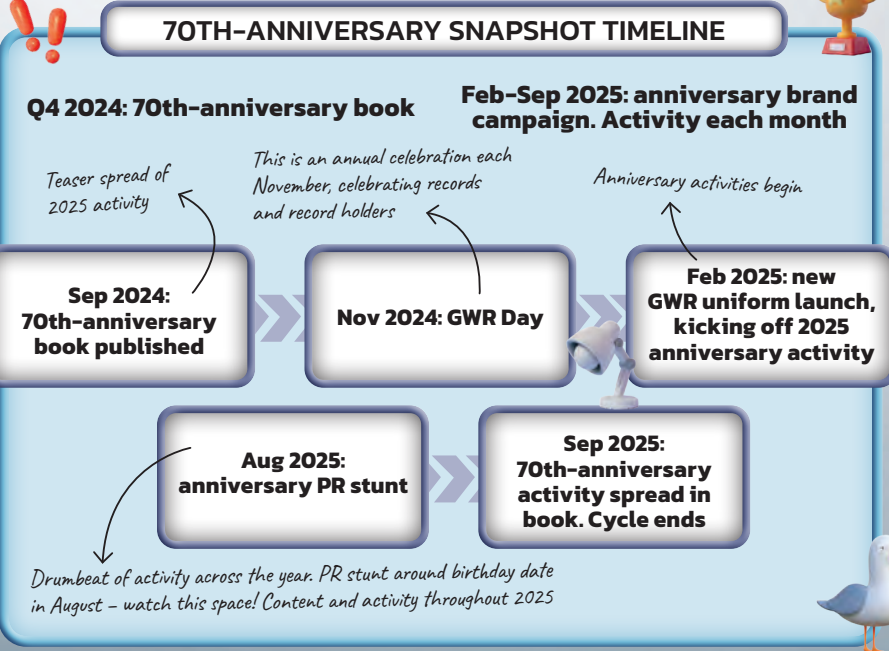 70TH-ANNIVERSARY SNAPSHOT TIMELINE
Q4 2024: 70th-anniversary book
Feb-Sep 2025: anniversary brand
campaign. Activity each month
Teaser spread of
2025 activity
This is an annual celebration each
November, celebrating records
and record holders
Anniversary activities begin
Sep 2024:
70th-anniversary
book published
Nov 2024: GWR Day
Feb 2025: new
GWR uniform launch,
kicking off 2025
anniversary activity
Aug 2025:
anniversary PR stunt
Sep 2025:
70th-anniversary
activity spread in
book. Cycle ends
Drumbeat of activity across the year. PR stunt around birthday date
in August – watch this space! Content and activity throughout 2025